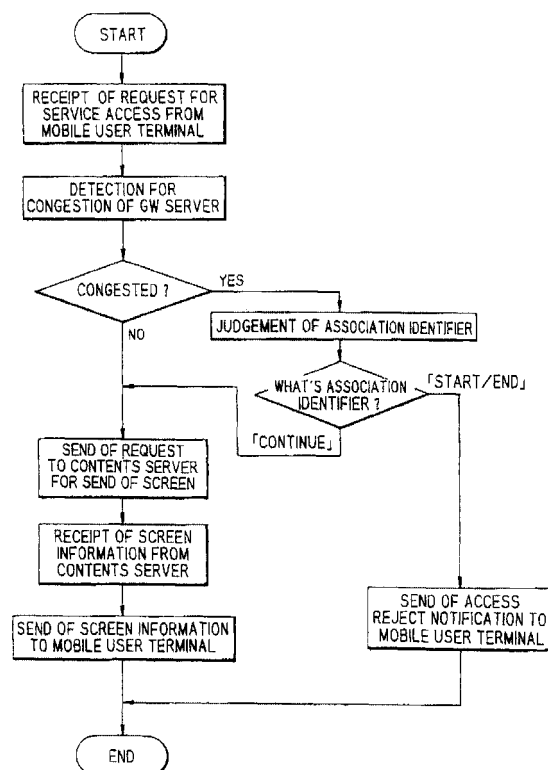 START
RECEIPT OF REQUEST FOR
SERVICE ACCESS FROM
MOBILE USER TERMINAL
DETECTION FOR
CONGESTION OF GW SERVER
CONGESTED ?
YES
NO
JUDGEMENT OF ASSOCIATION IDENTIFIER
WHAT'S ASSOCIATION
IDENTIFIER ?
「START/END」
「CONTINUE」
SEND OF REQUEST
TO CONTENTS SERVER
FOR SEND OF SCREEN
RECEIPT OF SCREEN
INFORMATION FROM
CONTENTS SERVER
SEND OF SCREEN INFORMATION
TO MOBILE USER TERMINAL
SEND OF ACCESS
REJECT NOTIFICATION TO
MOBILE USER TERMINAL
END